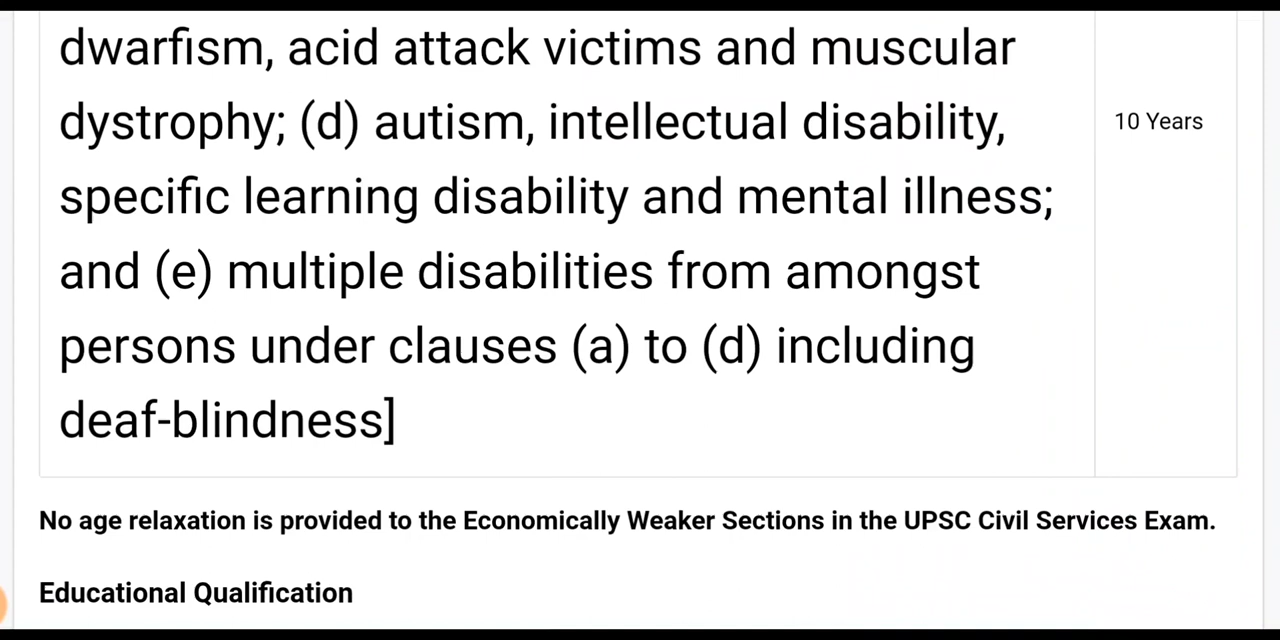 dwarfism, acid attack victims and muscular
dystrophy; (d) autism, intellectual disability,
10 Years
specific learning disability and mental illness;
and (e) multiple disabilities from amongst
persons under clauses (a) to (d) including
deaf-blindness]
No age relaxation is provided to the Economically Weaker Sections in the UPSC Civil Services Exam.
Educational Qualification